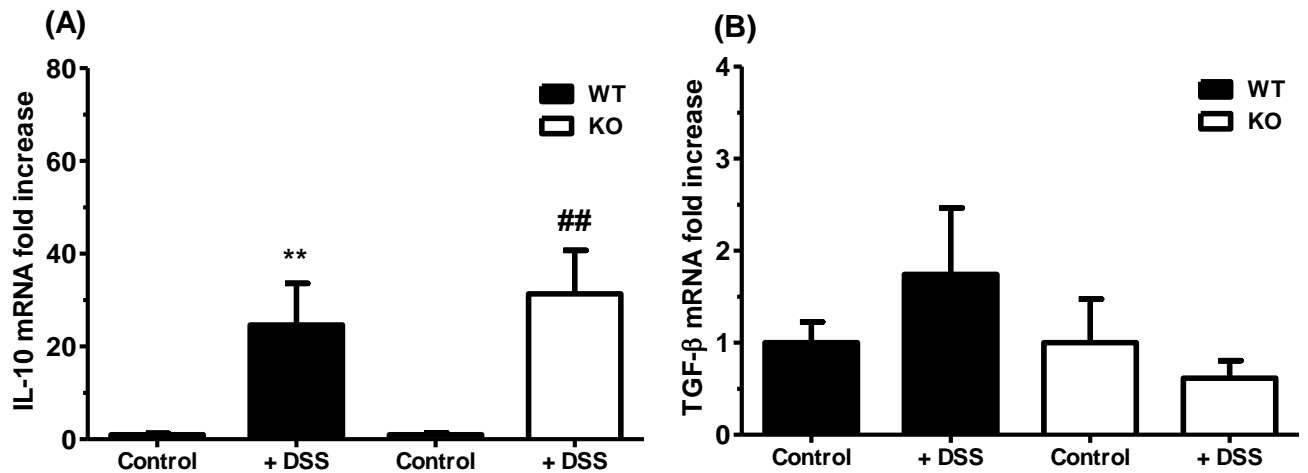 (A)
IL-10 mRNA fold increase
80
60
40
20
0
WT
KO
**
##
Control
+ DSS
Control
+ DSS
(B)
TGF-β mRNA fold increase
4
3
2
1
0
WT
KO
Control
+ DSS
Control
+ DSS